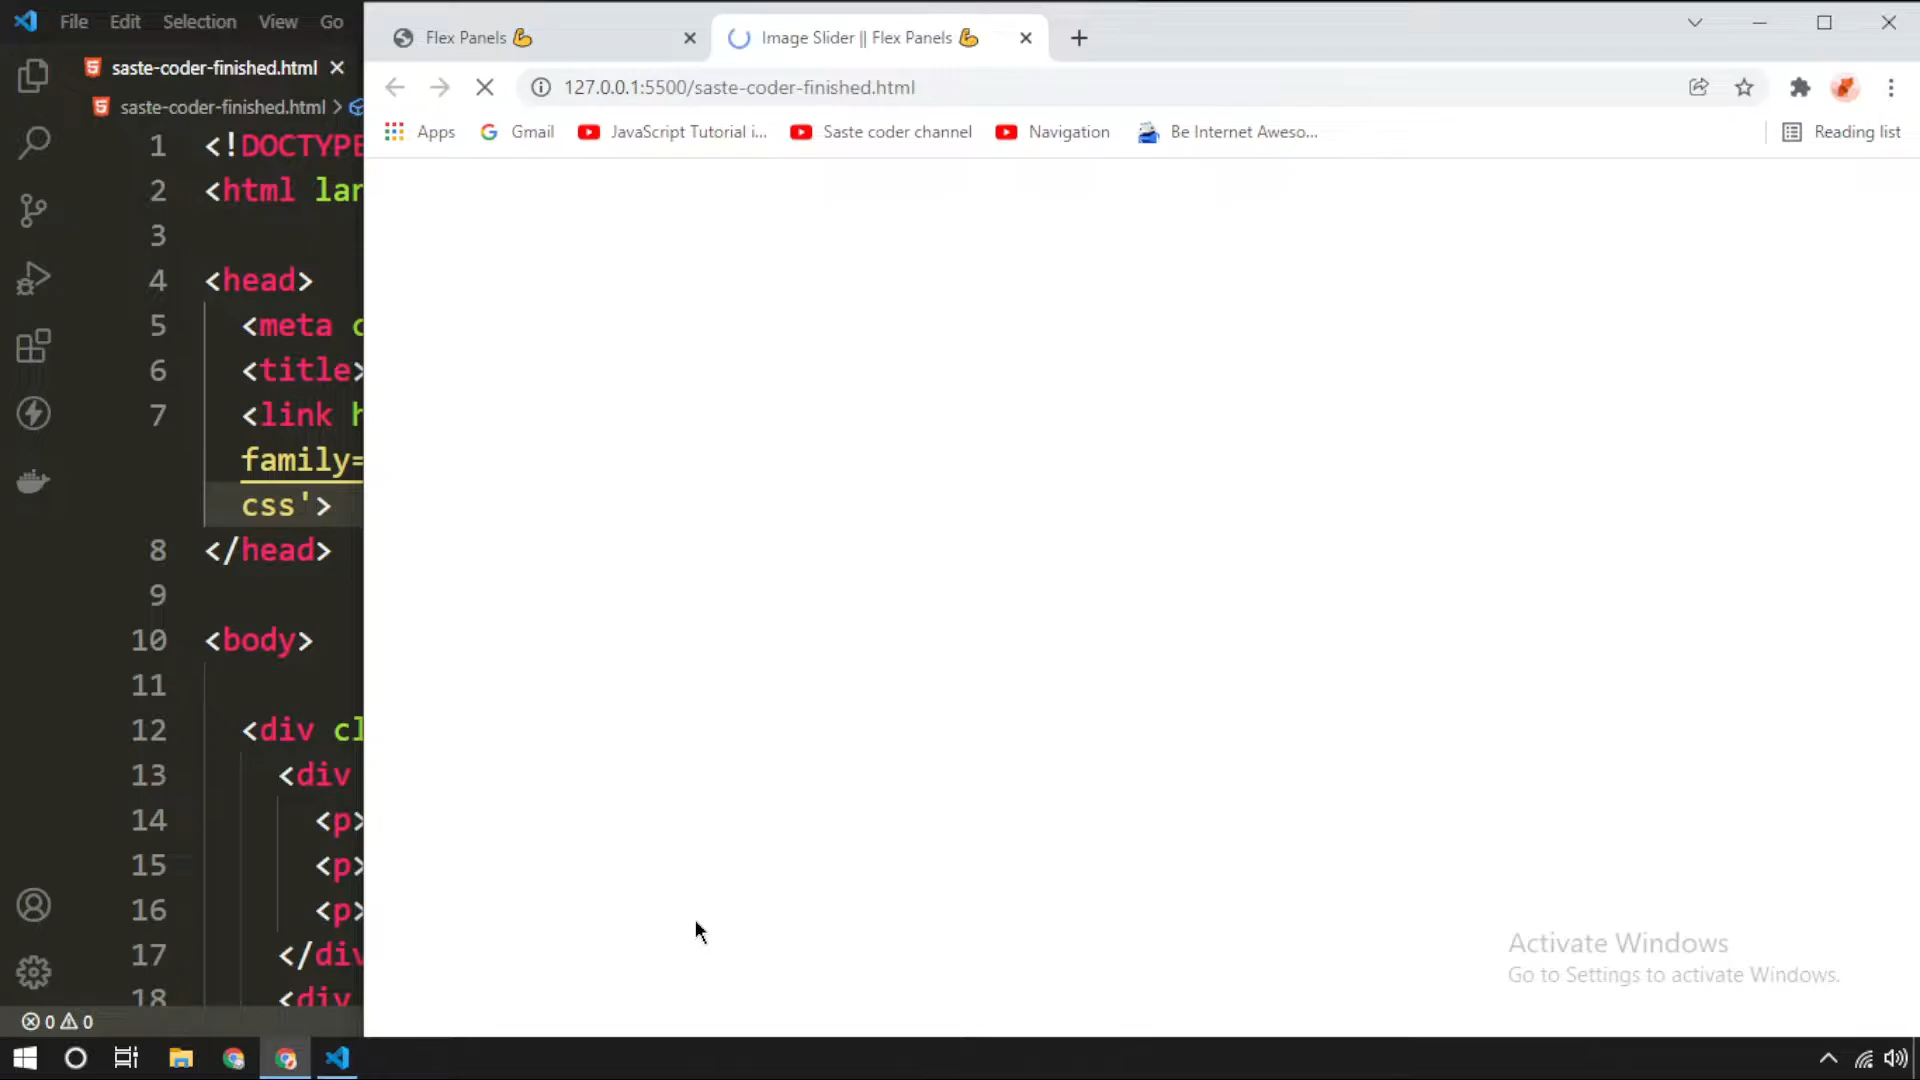 File Edit Selection View Go
saste-coder-finished.html
saste-coder-finished.html >
1 <!DOCTYPE
2 <html lan
3
4 <head>
5 <meta c
6 <title>
7 <link h
family=
css'>
8 </head>
9
10 <body>
11
12 <div cl
13 <div
14 <p>
15 <p>
16 <p>
17 </div
18 <div
0 0
Flex Panels 💪
Image Slider || Flex Panels 💪
127.0.0.1:5500/saste-coder-finished.html
Apps Gmail JavaScript Tutorial i... Saste coder channel Navigation Be Internet Aweso... Reading list
Activate Windows
Go to Settings to activate Windows.